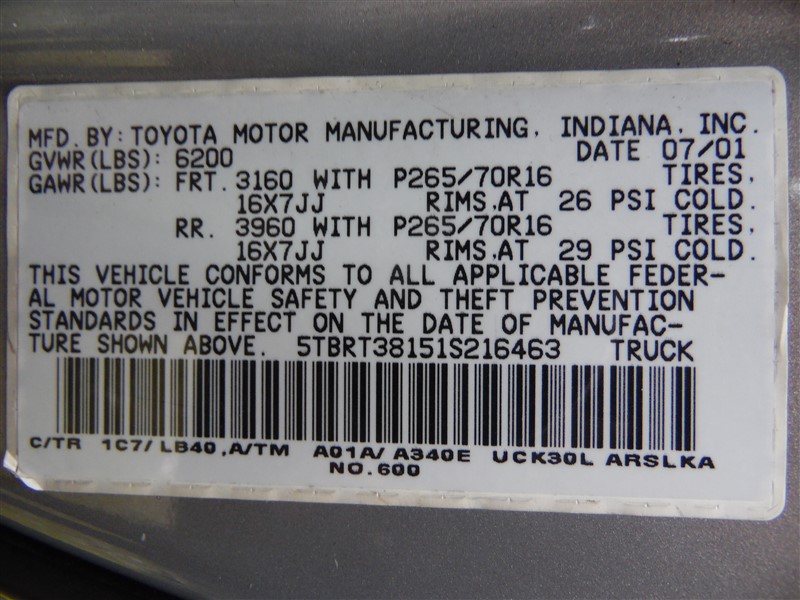 MFD. BY: TOYOTA MOTOR MANUFACTURING, INDIANA, INC.
GVWR(LBS): 6200 DATE 07/01
GAWR(LBS): FRT. 3160 WITH P265/70R16 TIRES,
16X7JJ RIMS,AT 26 PSI COLD.
RR. 3960 WITH P265/70R16 TIRES,
16X7JJ RIMS,AT 29 PSI COLD.
THIS VEHICLE CONFORMS TO ALL APPLICABLE FEDER-
AL MOTOR VEHICLE SAFETY AND THEFT PREVENTION
STANDARDS IN EFFECT ON THE DATE OF MANUFAC-
TURE SHOWN ABOVE. 5TBRT38151S216463 TRUCK
C/TR 1C7/ LB40 ,A/TM A01A/ A340E UCK30L ARSLKA
NO.600